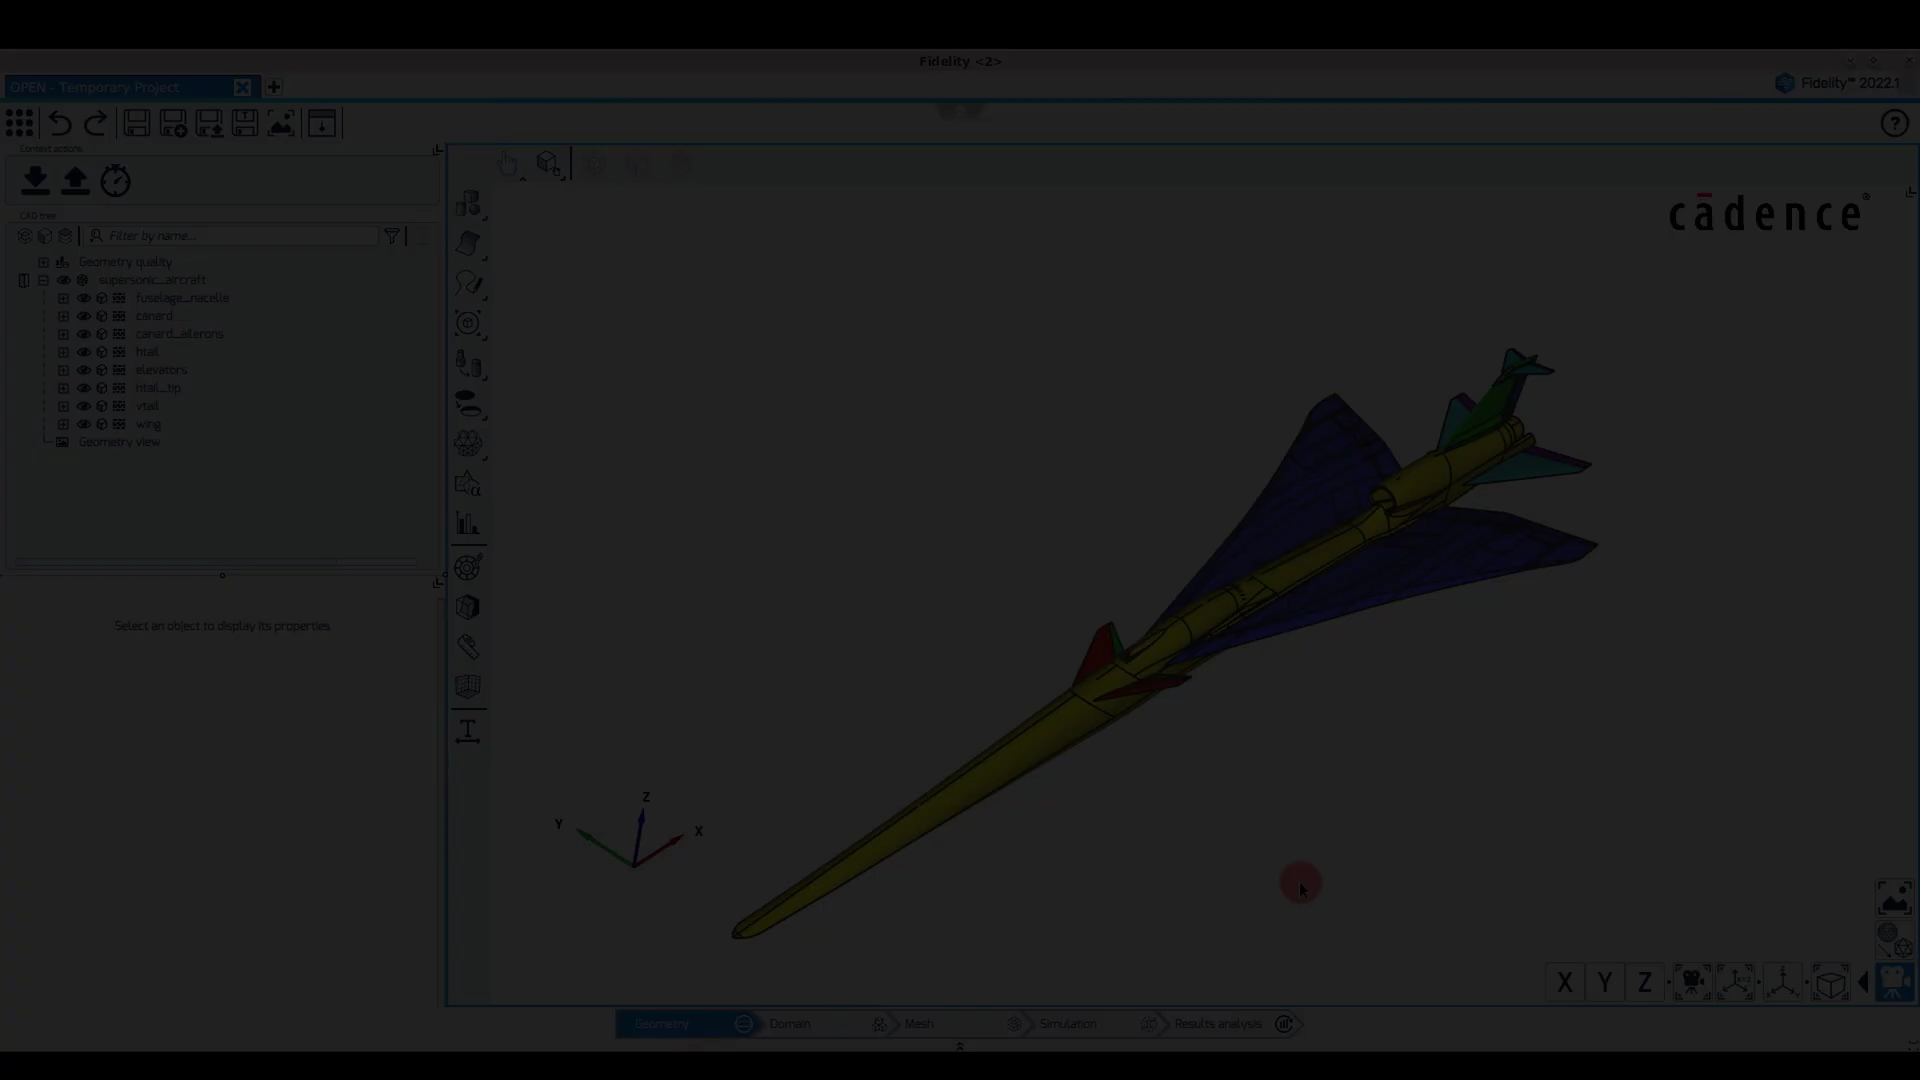 Fidelity <2>
OPEN - Temporary Project
Fidelity™ 2022.1
Context actions
CAD tree
Filter by name...
Geometry quality
supersonic_aircraft
fuselage_nacelle
canard
canard_ailerons
htail
elevators
htail_tip
vtail
wing
Geometry view
Select an object to display its properties
cādence®
Z
Y
X
X Y Z
Geometry
Domain
Mesh
Simulation
Results analysis